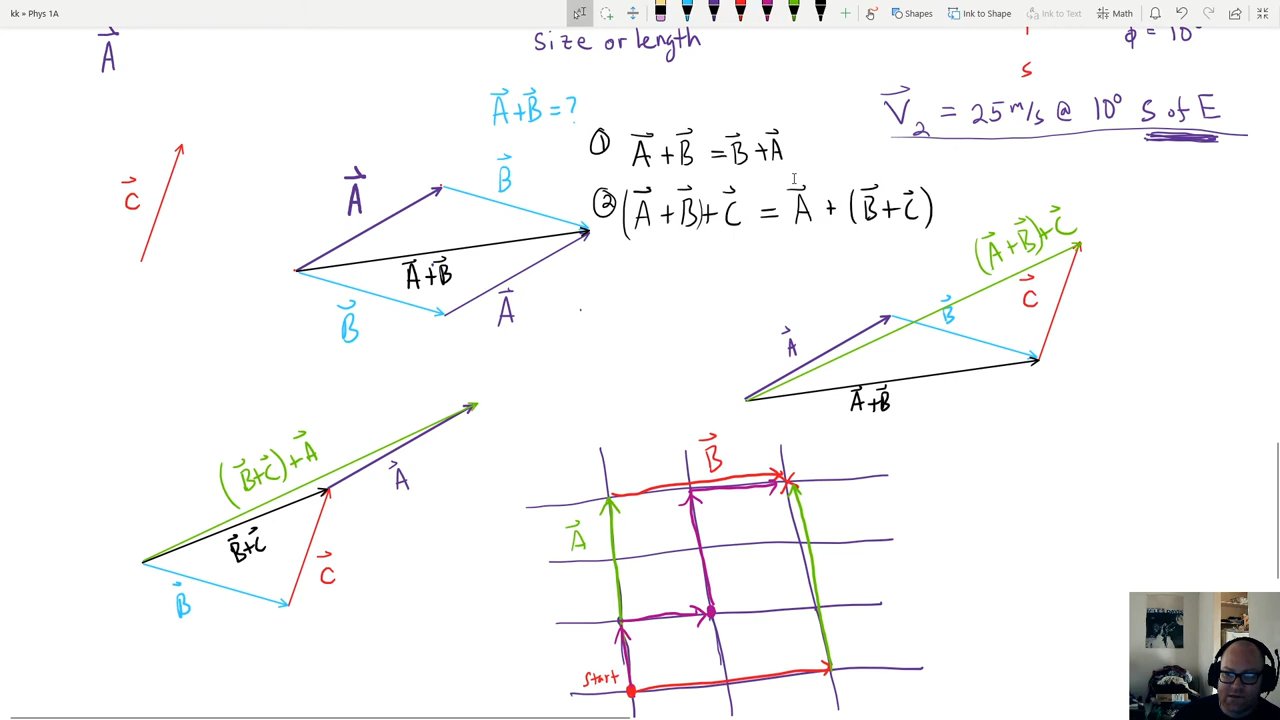 kk » Phys 1A
Shapes
Ink to Shape
Ink to Text
Math
A⃗
size or length
φ = 10°
s
V⃗₂ = 25 m/s @ 10° S of E
A⃗+B⃗=?
① A⃗+B⃗=B⃗+A⃗
② (A⃗+B⃗)+C⃗ = A⃗+(B⃗+C⃗)
C⃗
A⃗
B⃗
A⃗+B⃗
B⃗
A⃗
(A⃗+B⃗)+C⃗
C⃗
B⃗
A⃗
A⃗+B⃗
(B⃗+C⃗)+A⃗
A⃗
B⃗+C⃗
C⃗
B⃗
B⃗
A⃗
start